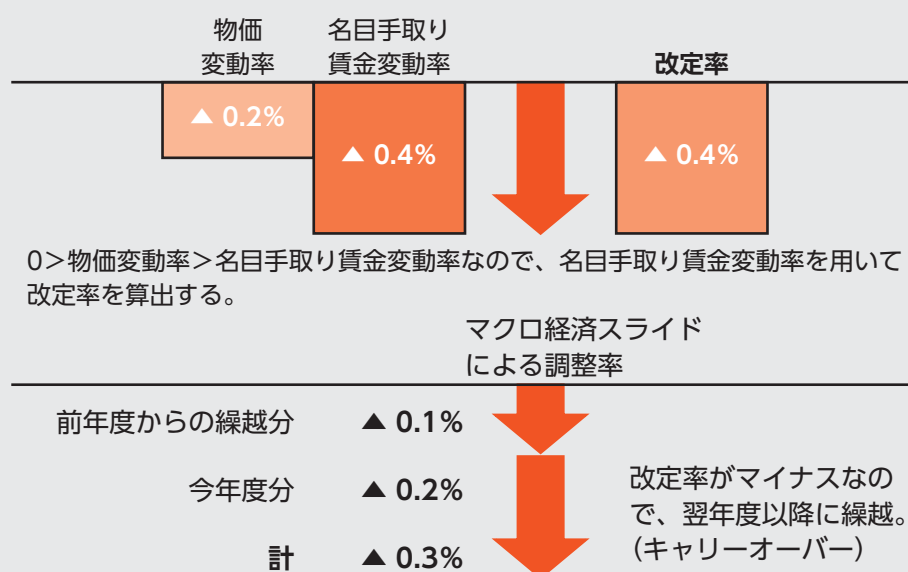 物価
変動率
名目手取り
賃金変動率
改定率
▲ 0.2%
▲ 0.4%
▲ 0.4%
0>物価変動率>名目手取り賃金変動率なので、名目手取り賃金変動率を用いて
改定率を算出する。
マクロ経済スライド
による調整率
前年度からの繰越分 ▲ 0.1%
今年度分 ▲ 0.2%
計 ▲ 0.3%
改定率がマイナスなの
で、翌年度以降に繰越。
(キャリーオーバー)